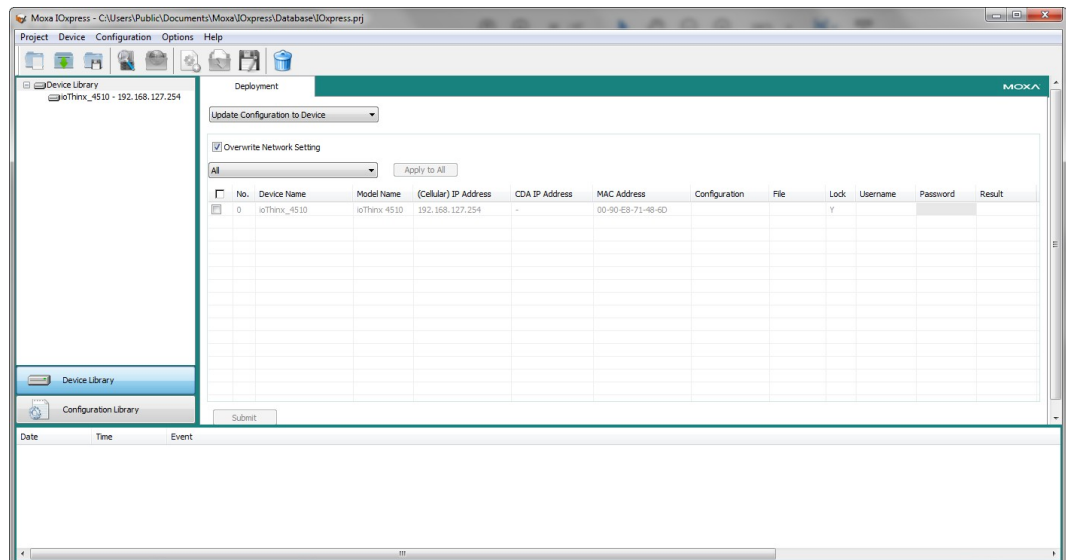 Moxa IOxpress - C:\Users\Public\Documents\Moxa\IOxpress\Database\IOxpress.prj
Project Device Configuration Options Help
Device Library
ioThinx_4510 - 192.168.127.254
Deployment
MOXA
Update Configuration to Device
Overwrite Network Setting
All
Apply to All
No. Device Name Model Name (Cellular) IP Address CDA IP Address MAC Address Configuration File Lock Username Password Result
0 ioThinx_4510 ioThinx 4510 192.168.127.254 - 00-90-E8-71-48-6D Y
Device Library
Configuration Library
Submit
Date Time Event